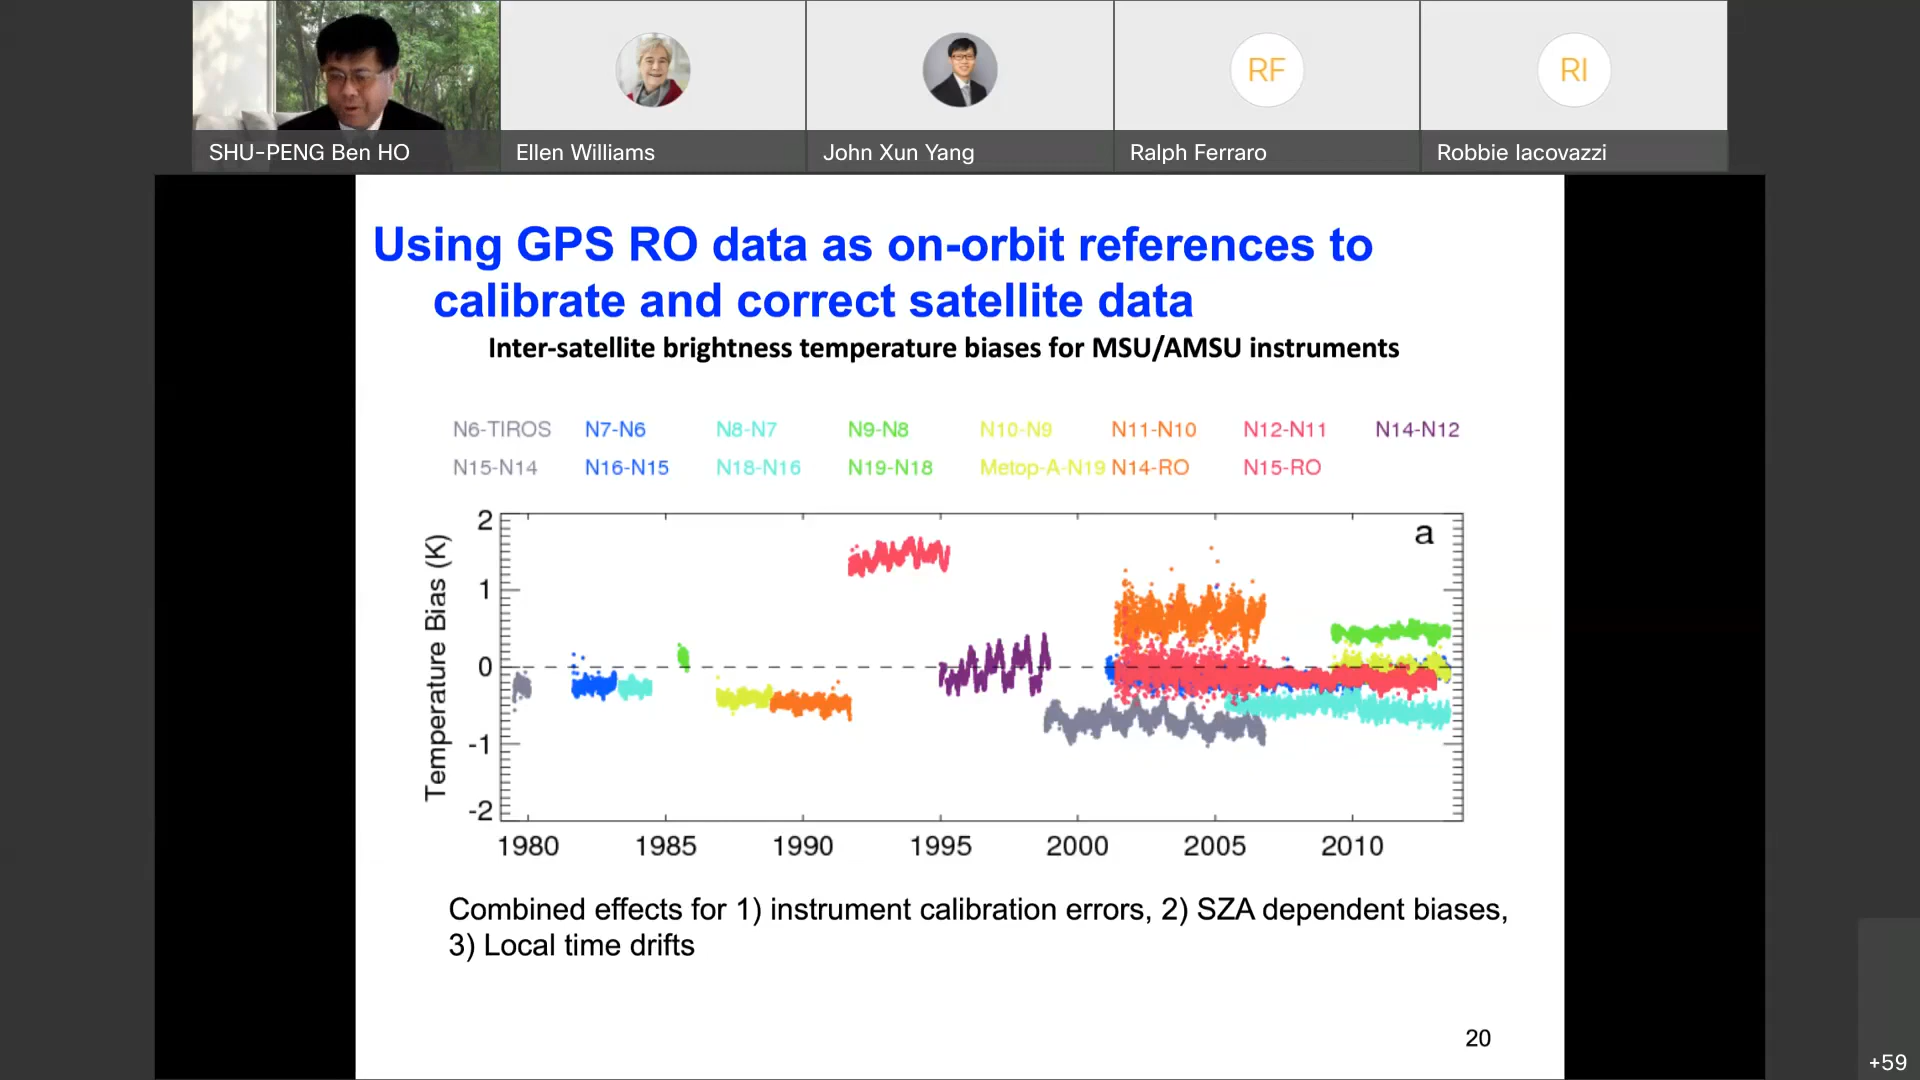 RF
RI
SHU-PENG Ben HO
Ellen Williams
John Xun Yang
Ralph Ferraro
Robbie Iacovazzi
Using GPS RO data as on-orbit references to
calibrate and correct satellite data
Inter-satellite brightness temperature biases for MSU/AMSU instruments
N6-TIROS N7-N6 N8-N7 N9-N8 N10-N9 N11-N10 N12-N11 N14-N12
N15-N14 N16-N15 N18-N16 N19-N18 Metop-A-N19 N14-RO N15-RO
a
Temperature Bias (K)
2
1
0
-1
-2
1980 1985 1990 1995 2000 2005 2010
Combined effects for 1) instrument calibration errors, 2) SZA dependent biases,
3) Local time drifts
20
+59